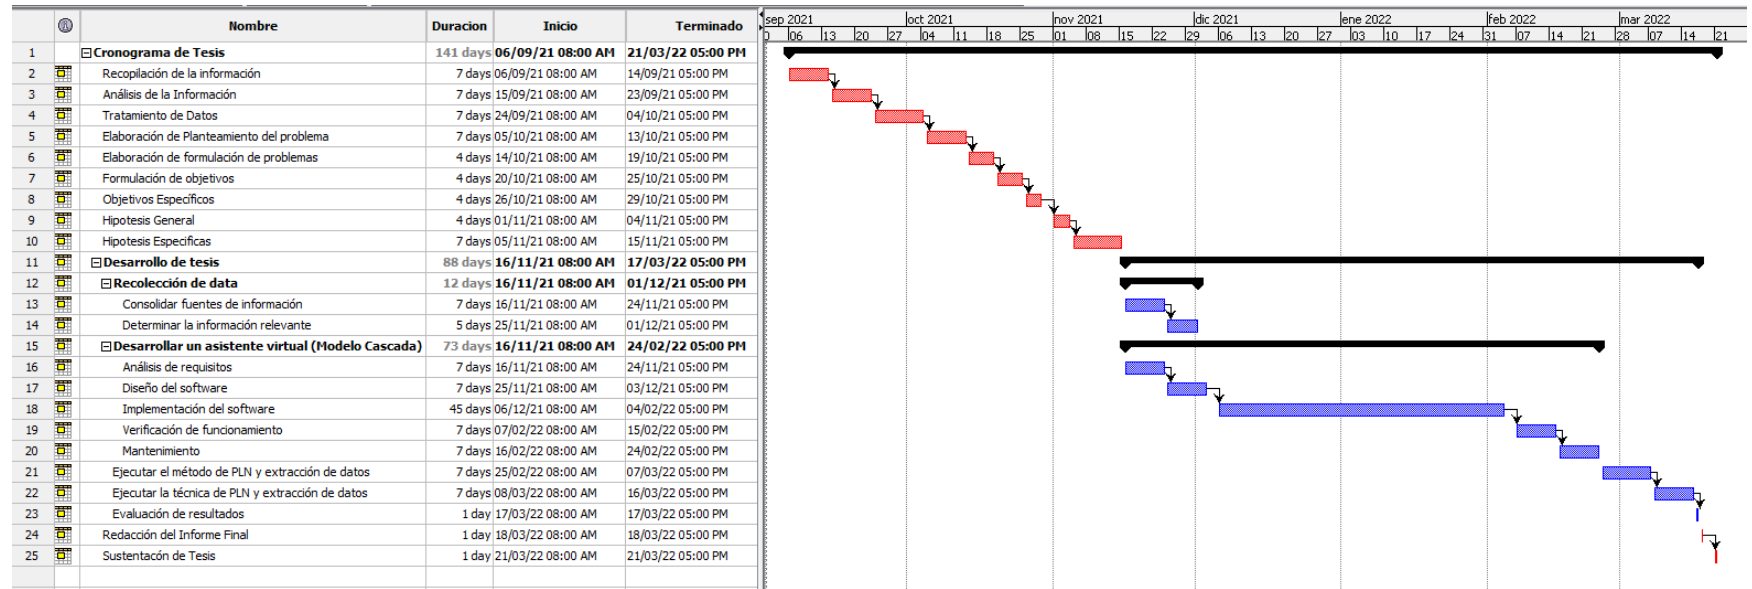 Nombre Duracion Inicio Terminado
sep 2021 oct 2021 nov 2021 dic 2021 ene 2022 feb 2022 mar 2022
06 13 20 27 04 11 18 25 01 08 15 22 29 06 13 20 27 03 10 17 24 31 07 14 21 28 07 14 21
1 Cronograma de Tesis 141 days 06/09/21 08:00 AM 21/03/22 05:00 PM
2 Recopilación de la información 7 days 06/09/21 08:00 AM 14/09/21 05:00 PM
3 Análisis de la Información 7 days 15/09/21 08:00 AM 23/09/21 05:00 PM
4 Tratamiento de Datos 7 days 24/09/21 08:00 AM 04/10/21 05:00 PM
5 Elaboración de Planteamiento del problema 7 days 05/10/21 08:00 AM 13/10/21 05:00 PM
6 Elaboración de formulación de problemas 4 days 14/10/21 08:00 AM 19/10/21 05:00 PM
7 Formulación de objetivos 4 days 20/10/21 08:00 AM 25/10/21 05:00 PM
8 Objetivos Específicos 4 days 26/10/21 08:00 AM 29/10/21 05:00 PM
9 Hipotesis General 4 days 01/11/21 08:00 AM 04/11/21 05:00 PM
10 Hipotesis Especificas 7 days 05/11/21 08:00 AM 15/11/21 05:00 PM
11 Desarrollo de tesis 88 days 16/11/21 08:00 AM 17/03/22 05:00 PM
12 Recolección de data 12 days 16/11/21 08:00 AM 01/12/21 05:00 PM
13 Consolidar fuentes de información 7 days 16/11/21 08:00 AM 24/11/21 05:00 PM
14 Determinar la información relevante 5 days 25/11/21 08:00 AM 01/12/21 05:00 PM
15 Desarrollar un asistente virtual (Modelo Cascada) 73 days 16/11/21 08:00 AM 24/02/22 05:00 PM
16 Análisis de requisitos 7 days 16/11/21 08:00 AM 24/11/21 05:00 PM
17 Diseño del software 7 days 25/11/21 08:00 AM 03/12/21 05:00 PM
18 Implementación del software 45 days 06/12/21 08:00 AM 04/02/22 05:00 PM
19 Verificación de funcionamiento 7 days 07/02/22 08:00 AM 15/02/22 05:00 PM
20 Mantenimiento 7 days 16/02/22 08:00 AM 24/02/22 05:00 PM
21 Ejecutar el método de PLN y extracción de datos 7 days 25/02/22 08:00 AM 07/03/22 05:00 PM
22 Ejecutar la técnica de PLN y extracción de datos 7 days 08/03/22 08:00 AM 16/03/22 05:00 PM
23 Evaluación de resultados 1 day 17/03/22 08:00 AM 17/03/22 05:00 PM
24 Redacción del Informe Final 1 day 18/03/22 08:00 AM 18/03/22 05:00 PM
25 Sustentacón de Tesis 1 day 21/03/22 08:00 AM 21/03/22 05:00 PM